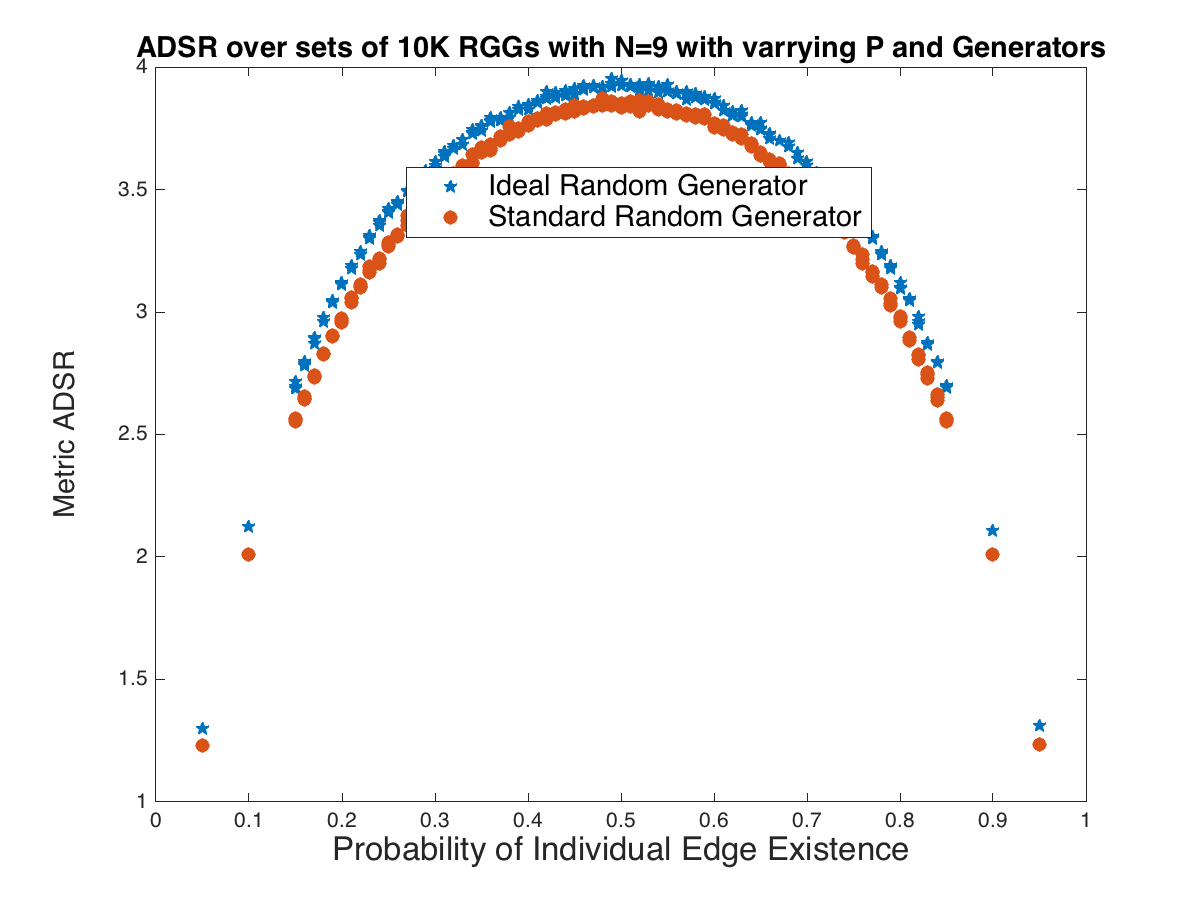 ADSR over sets of 10K RGGs with N=9 with varrying P and Generators
4
3.5
3
2.5
2
1.5
1
Metric ADSR
Ideal Random Generator
Standard Random Generator
0 0.1 0.2 0.3 0.4 0.5 0.6 0.7 0.8 0.9 1
Probability of Individual Edge Existence